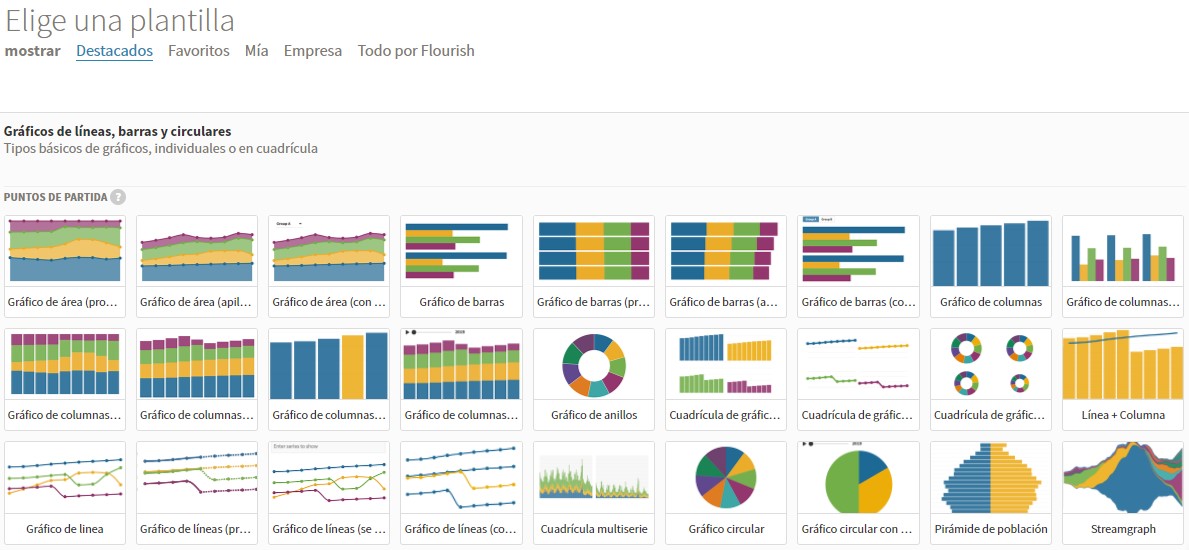 Elige una plantilla
mostrar Destacados Favoritos Mía Empresa Todo por Flourish
Gráficos de líneas, barras y circulares
Tipos básicos de gráficos, individuales o en cuadrícula
PUNTOS DE PARTIDA ?
Gráfico de área (pro... Gráfico de área (apil... Gráfico de área (con ... Gráfico de barras Gráfico de barras (pr... Gráfico de barras (a... Gráfico de barras (co... Gráfico de columnas Gráfico de columnas...
Gráfico de columnas... Gráfico de columnas... Gráfico de columnas... Gráfico de columnas... Gráfico de anillos Cuadrícula de gráfic... Cuadrícula de gráfic... Cuadrícula de gráfic... Línea + Columna
Enter series to show
Gráfico de linea Gráfico de líneas (pr... Gráfico de líneas (se ... Gráfico de líneas (co... Cuadrícula multiserie Gráfico circular Gráfico circular con ... Pirámide de población Streamgraph